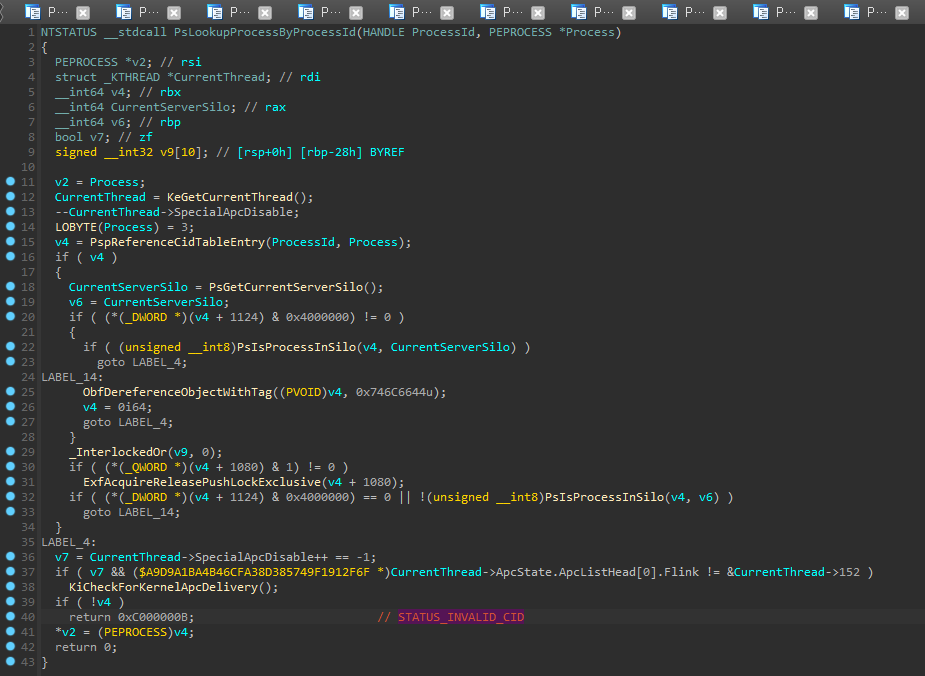 P··· P··· P··· P··· P··· P··· P··· P··· P··· P···
1 NTSTATUS __stdcall PsLookupProcessByProcessId(HANDLE ProcessId, PEPROCESS *Process)
2 {
3 PEPROCESS *v2; // rsi
4 struct _KTHREAD *CurrentThread; // rdi
5 __int64 v4; // rbx
6 __int64 CurrentServerSilo; // rax
7 __int64 v6; // rbp
8 bool v7; // zf
9 signed __int32 v9[10]; // [rsp+0h] [rbp-28h] BYREF
10
11 v2 = Process;
12 CurrentThread = KeGetCurrentThread();
13 --CurrentThread->SpecialApcDisable;
14 LOBYTE(Process) = 3;
15 v4 = PspReferenceCidTableEntry(ProcessId, Process);
16 if ( v4 )
17 {
18 CurrentServerSilo = PsGetCurrentServerSilo();
19 v6 = CurrentServerSilo;
20 if ( (*(_DWORD *)(v4 + 1124) & 0x4000000) != 0 )
21 {
22 if ( (unsigned __int8)PsIsProcessInSilo(v4, CurrentServerSilo) )
23 goto LABEL_4;
24 LABEL_14:
25 ObfDereferenceObjectWithTag((PVOID)v4, 0x746C6644u);
26 v4 = 0i64;
27 goto LABEL_4;
28 }
29 _InterlockedOr(v9, 0);
30 if ( (*(_QWORD *)(v4 + 1080) & 1) != 0 )
31 ExfAcquireReleasePushLockExclusive(v4 + 1080);
32 if ( (*(_DWORD *)(v4 + 1124) & 0x4000000) == 0 || !(unsigned __int8)PsIsProcessInSilo(v4, v6) )
33 goto LABEL_14;
34 }
35 LABEL_4:
36 v7 = CurrentThread->SpecialApcDisable++ == -1;
37 if ( v7 && ($A9D9A1BA4B46CFA38D385749F1912F6F *)CurrentThread->ApcState.ApcListHead[0].Flink != &CurrentThread->152 )
38 KiCheckForKernelApcDelivery();
39 if ( !v4 )
40 return 0xC000000B; // STATUS_INVALID_CID
41 *v2 = (PEPROCESS)v4;
42 return 0;
43 }